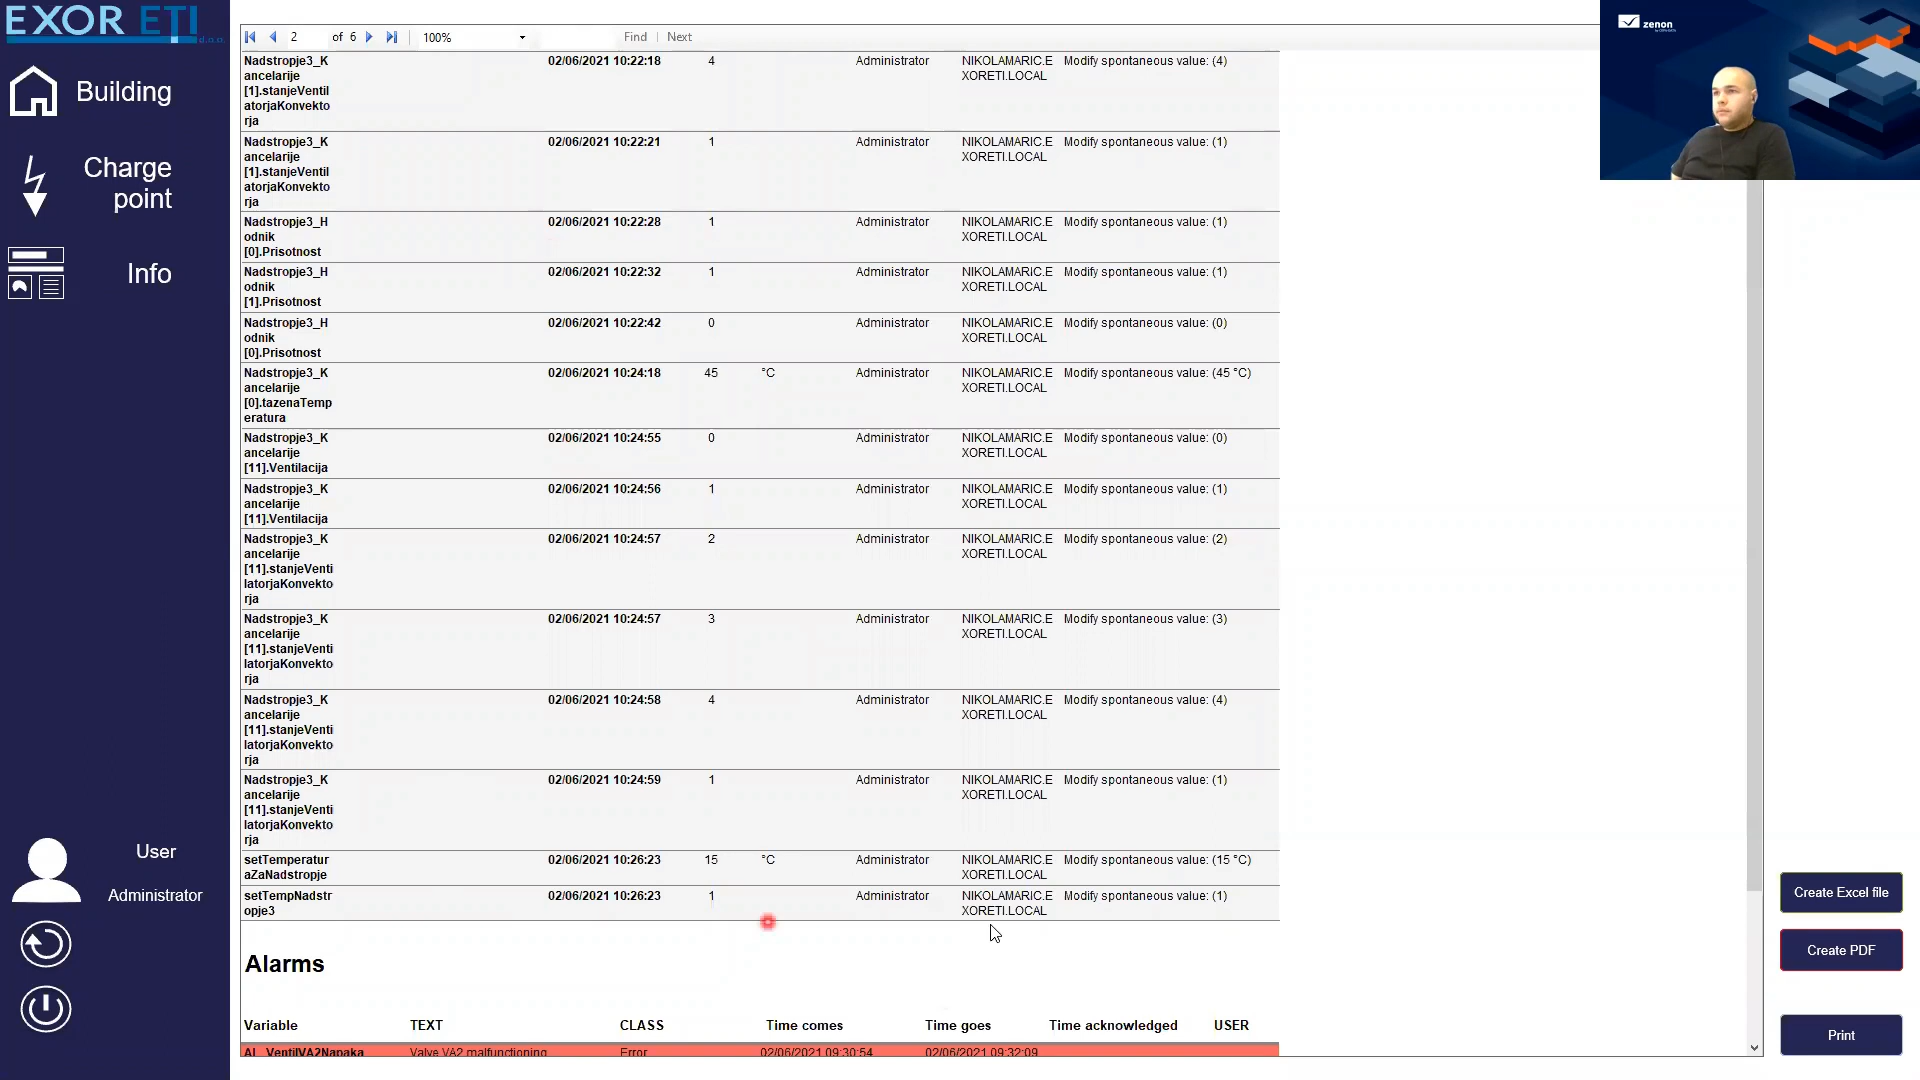 EXOR ETI
d.o.o.
Building
Charge
point
Info
User
Administrator
2 of 6 100% Find Next
zenon
Nadstropje3_K 02/06/2021 10:22:18 4 Administrator NIKOLAMARIC.E Modify spontaneous value: (4)
ancelarije XORETI.LOCAL
[1].stanjeVentil
atorjaKonvekto
rja
Nadstropje3_K 02/06/2021 10:22:21 1 Administrator NIKOLAMARIC.E Modify spontaneous value: (1)
ancelarije XORETI.LOCAL
[1].stanjeVentil
atorjaKonvekto
rja
Nadstropje3_H 02/06/2021 10:22:28 1 Administrator NIKOLAMARIC.E Modify spontaneous value: (1)
odnik XORETI.LOCAL
[0].Prisotnost
Nadstropje3_H 02/06/2021 10:22:32 1 Administrator NIKOLAMARIC.E Modify spontaneous value: (1)
odnik XORETI.LOCAL
[1].Prisotnost
Nadstropje3_H 02/06/2021 10:22:42 0 Administrator NIKOLAMARIC.E Modify spontaneous value: (0)
odnik XORETI.LOCAL
[0].Prisotnost
Nadstropje3_K 02/06/2021 10:24:18 45 °C Administrator NIKOLAMARIC.E Modify spontaneous value: (45 °C)
ancelarije XORETI.LOCAL
[0].tazenaTemp
eratura
Nadstropje3_K 02/06/2021 10:24:55 0 Administrator NIKOLAMARIC.E Modify spontaneous value: (0)
ancelarije XORETI.LOCAL
[11].Ventilacija
Nadstropje3_K 02/06/2021 10:24:56 1 Administrator NIKOLAMARIC.E Modify spontaneous value: (1)
ancelarije XORETI.LOCAL
[11].Ventilacija
Nadstropje3_K 02/06/2021 10:24:57 2 Administrator NIKOLAMARIC.E Modify spontaneous value: (2)
ancelarije XORETI.LOCAL
[11].stanjeVenti
latorjaKonvekto
rja
Nadstropje3_K 02/06/2021 10:24:57 3 Administrator NIKOLAMARIC.E Modify spontaneous value: (3)
ancelarije XORETI.LOCAL
[11].stanjeVenti
latorjaKonvekto
rja
Nadstropje3_K 02/06/2021 10:24:58 4 Administrator NIKOLAMARIC.E Modify spontaneous value: (4)
ancelarije XORETI.LOCAL
[11].stanjeVenti
latorjaKonvekto
rja
Nadstropje3_K 02/06/2021 10:24:59 1 Administrator NIKOLAMARIC.E Modify spontaneous value: (1)
ancelarije XORETI.LOCAL
[11].stanjeVenti
latorjaKonvekto
rja
setTemperatur 02/06/2021 10:26:23 15 °C Administrator NIKOLAMARIC.E Modify spontaneous value: (15 °C)
aZaNadstropje XORETI.LOCAL
setTempNadstr 02/06/2021 10:26:23 1 Administrator NIKOLAMARIC.E Modify spontaneous value: (1)
opje3 XORETI.LOCAL
Alarms
Variable TEXT CLASS Time comes Time goes Time acknowledged USER
AL_VentilVA2Napaka Valve VA2 malfunctioning Error 02/06/2021 09:30:54 02/06/2021 09:32:09
Create Excel file
Create PDF
Print